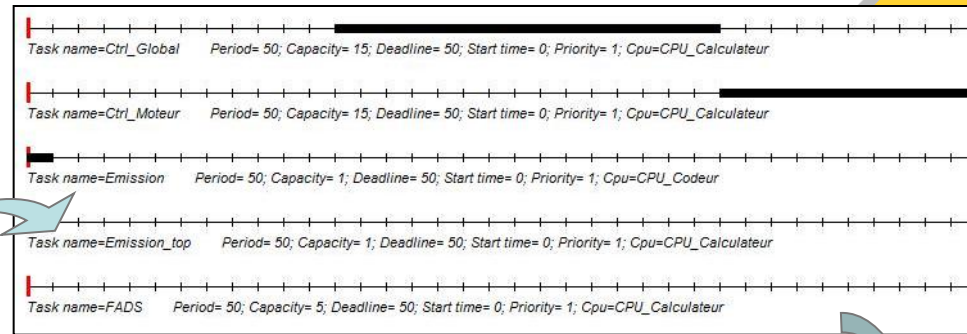 Task name=Ctrl_Global Period= 50; Capacity= 15; Deadline= 50; Start time= 0; Priority= 1; Cpu=CPU_Calculateur
Task name=Ctrl_Moteur Period= 50; Capacity= 15; Deadline= 50; Start time= 0; Priority= 1; Cpu=CPU_Calculateur
Task name=Emission Period= 50; Capacity= 1; Deadline= 50; Start time= 0; Priority= 1; Cpu=CPU_Codeur
Task name=Emission_top Period= 50; Capacity= 1; Deadline= 50; Start time= 0; Priority= 1; Cpu=CPU_Calculateur
Task name=FADS Period= 50; Capacity= 5; Deadline= 50; Start time= 0; Priority= 1; Cpu=CPU_Calculateur